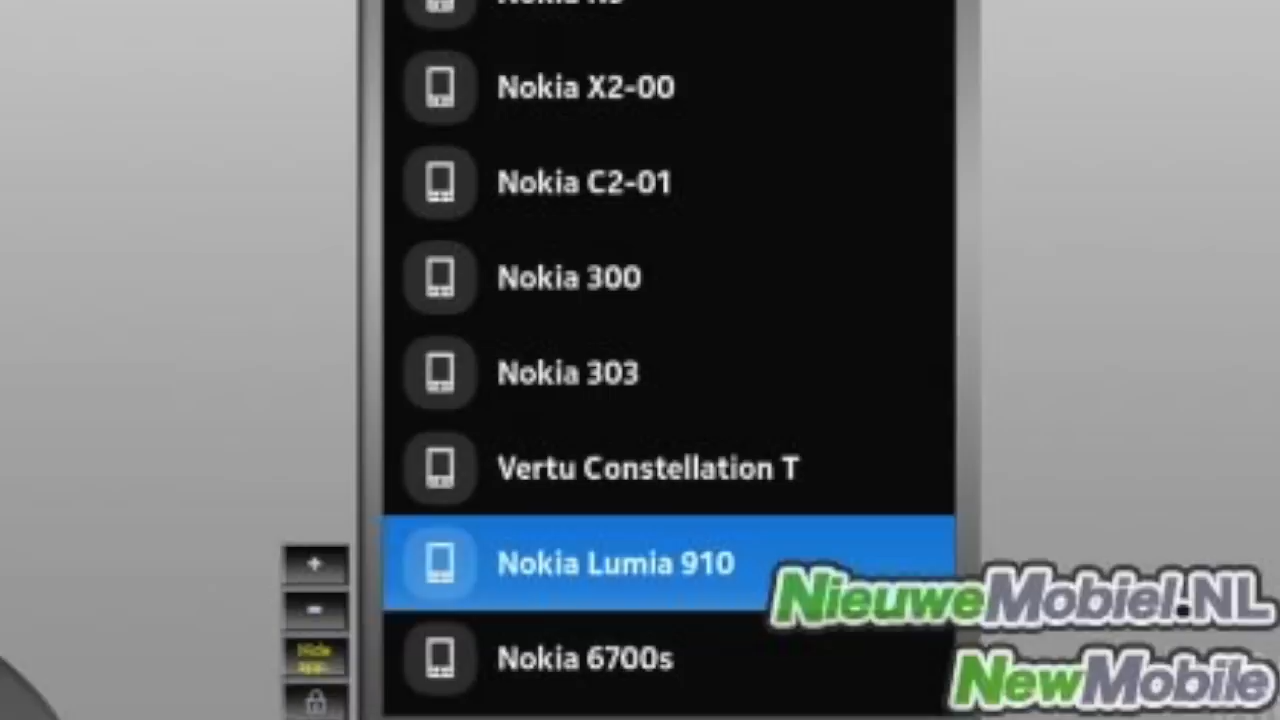 Nokia X2-00
Nokia C2-01
Nokia 300
Nokia 303
Vertu Constellation T
Nokia Lumia 910
Nokia 6700s
+
-
Hide
NieuweMobiel.NL
NewMobile